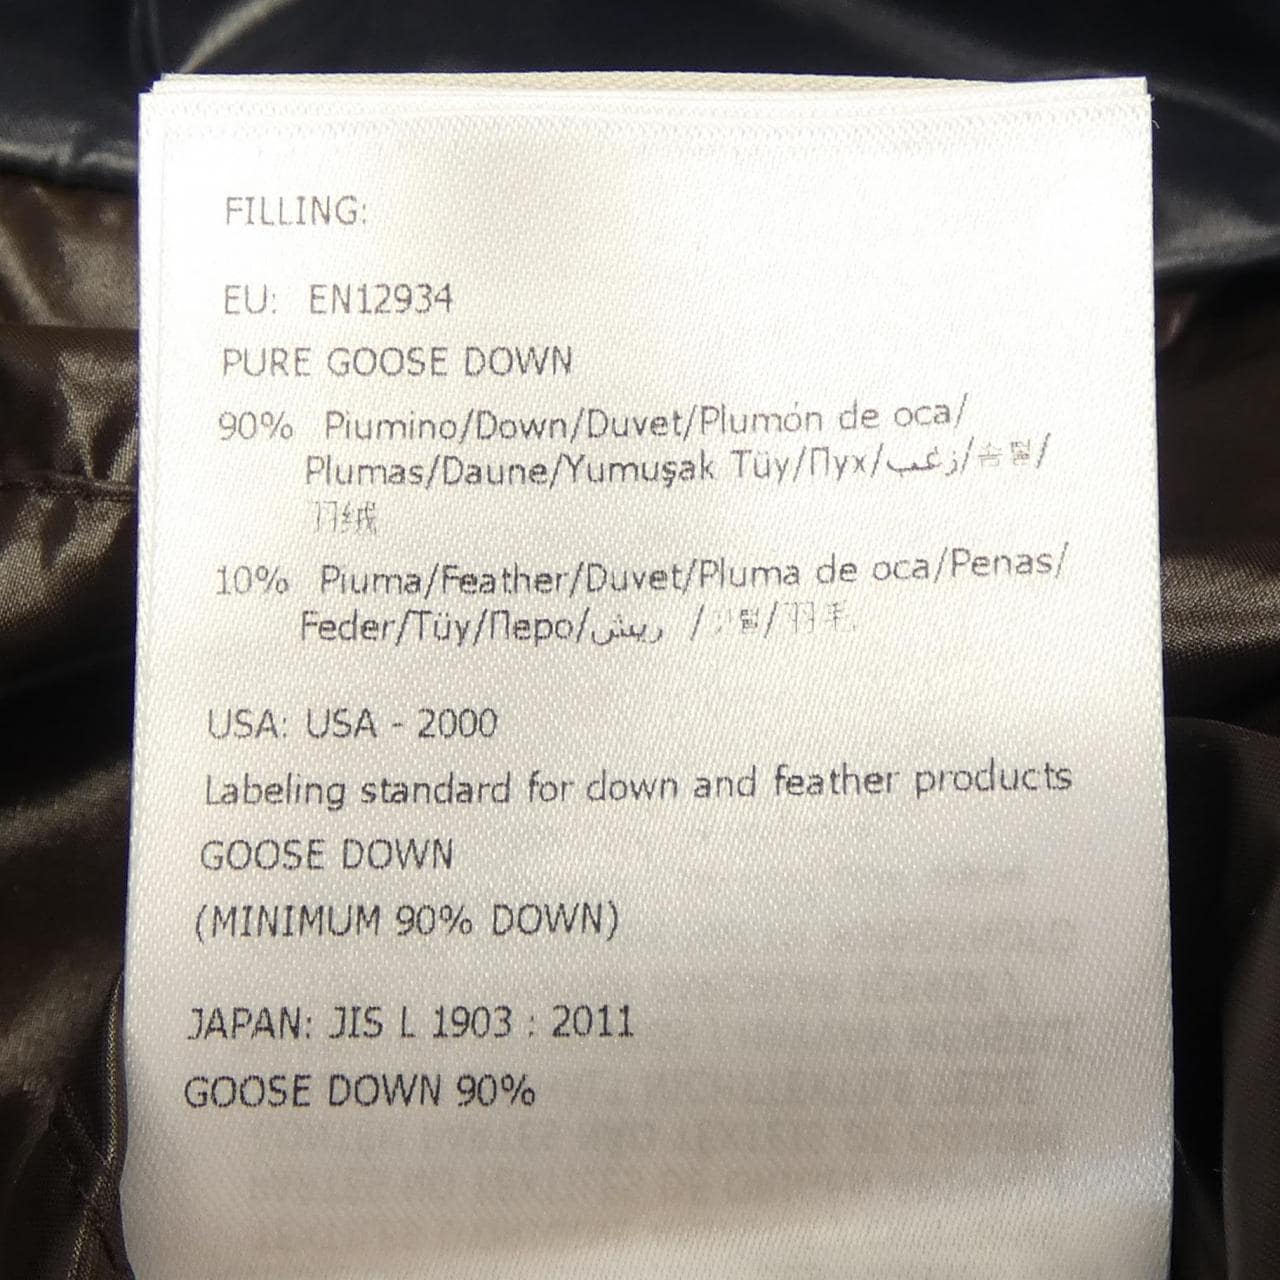 FILLING:
EU: EN12934
PURE GOOSE DOWN
90% Piumino/Down/Duvet/Plumón de oca/
Plumas/Daune/Yumuşak Tüy/Пух/زغب/솜털/
羽绒
10% Piuma/Feather/Duvet/Pluma de oca/Penas/
Feder/Tüy/Перо/ريش /깃털/羽毛
USA: USA - 2000
Labeling standard for down and feather products
GOOSE DOWN
(MINIMUM 90% DOWN)
JAPAN: JIS L 1903 : 2011
GOOSE DOWN 90%